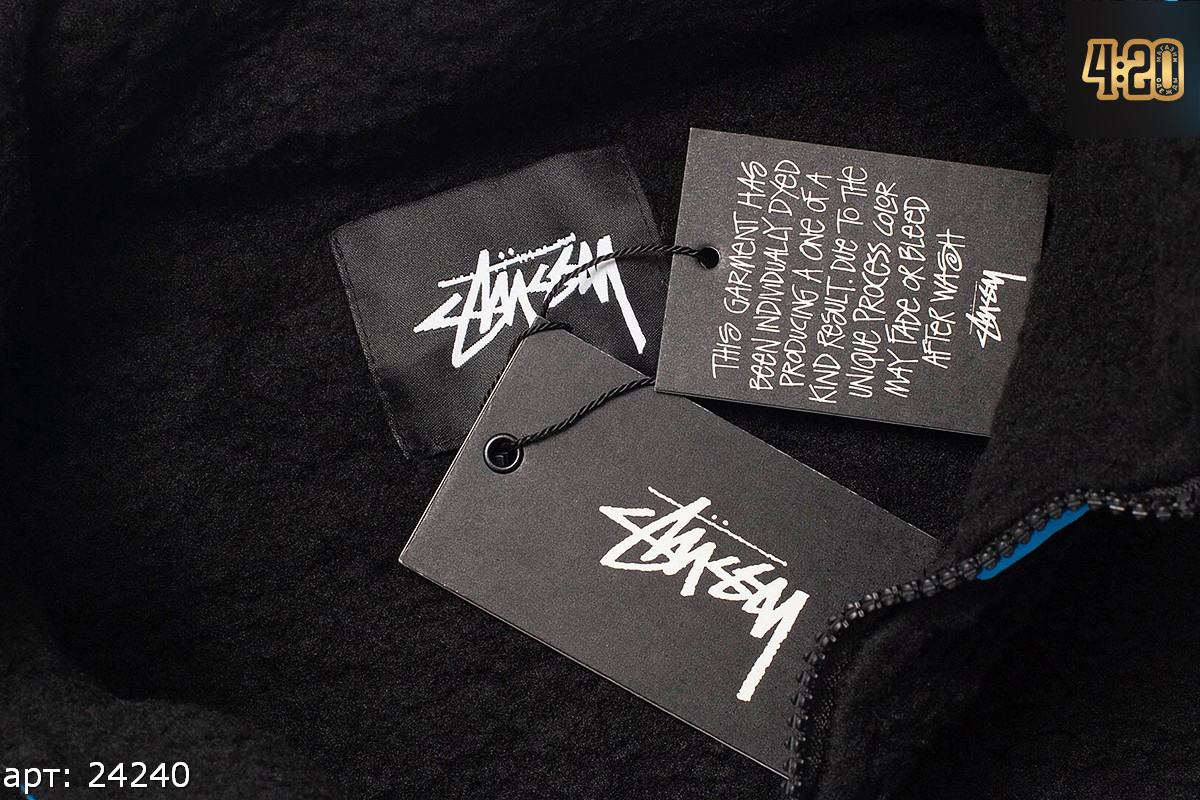 4:20
STÜSSY
THIS GARMENT HAS
BEEN INDIVIDUALLY DYED
PRODUCING A ONE OF A
KIND RESULT. DUE TO THE
UNIQUE PROCESS COLOR
MAY FADE OR BLEED
AFTER WASH
STÜSSY
STÜSSY
арт: 24240